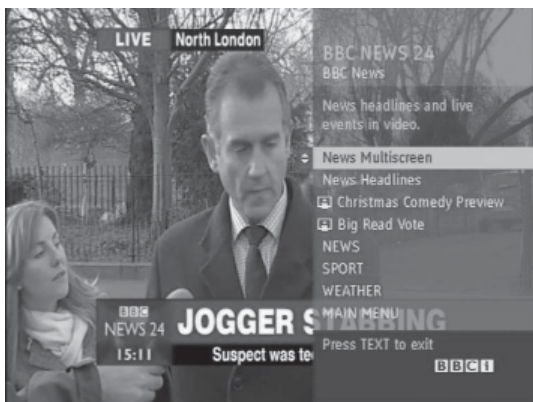 LIVE North London
BBC NEWS 24
BBC News
News headlines and live
events in video.
News Multiscreen
News Headlines
Christmas Comedy Preview
Big Read Vote
NEWS
SPORT
WEATHER
MAIN MENU
Press TEXT to exit
BBCi
BBC
NEWS 24
15:11
JOGGER STABBING
Suspect was